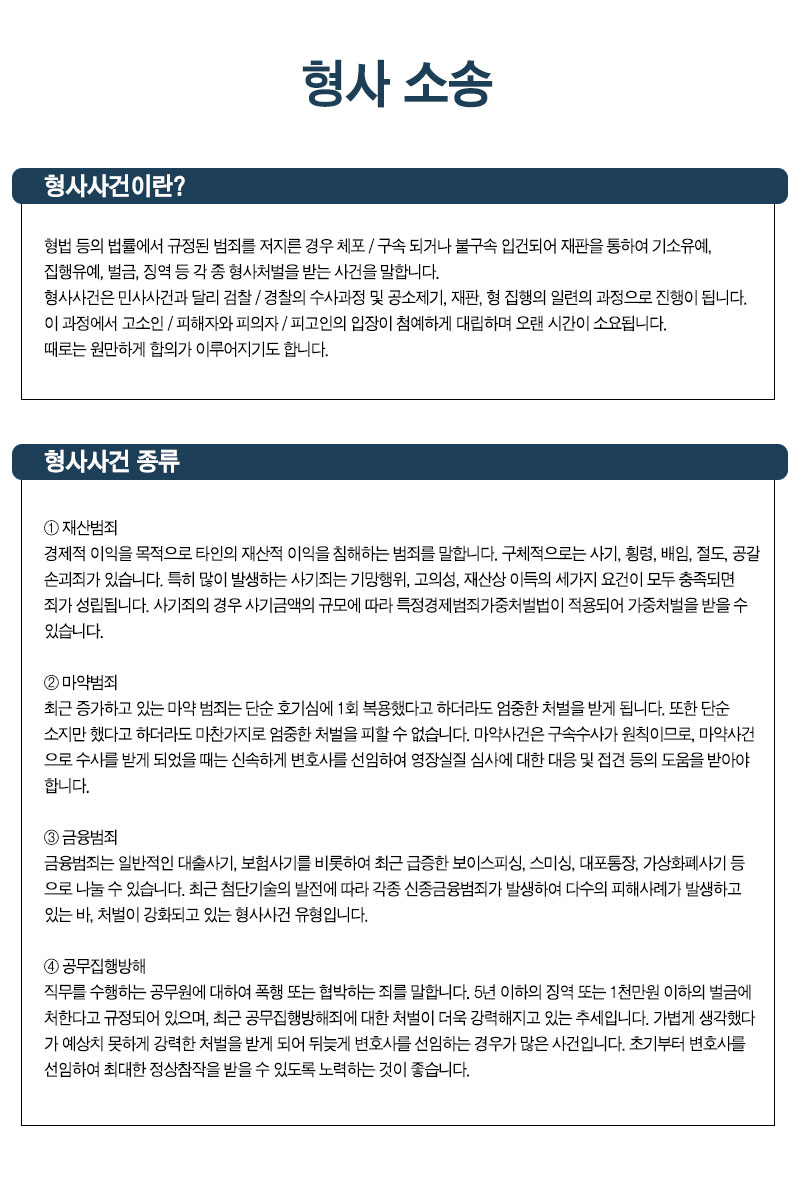 형사 소송
형사사건이란?
형법 등의 법률에서 규정된 범죄를 저지른 경우 체포 / 구속 되거나 불구속 입건되어 재판을 통하여 기소유예,
집행유예, 벌금, 징역 등 각 종 형사처벌을 받는 사건을 말합니다.
형사사건은 민사사건과 달리 검찰 / 경찰의 수사과정 및 공소제기, 재판, 형 집행의 일련의 과정으로 진행이 됩니다.
이 과정에서 고소인 / 피해자와 피의자 / 피고인의 입장이 첨예하게 대립하며 오랜 시간이 소요됩니다.
때로는 원만하게 합의가 이루어지기도 합니다.
형사사건 종류
① 재산범죄
경제적 이익을 목적으로 타인의 재산적 이익을 침해하는 범죄를 말합니다. 구체적으로는 사기, 횡령, 배임, 절도, 공갈
손괴죄가 있습니다. 특히 많이 발생하는 사기죄는 기망행위, 고의성, 재산상 이득의 세가지 요건이 모두 충족되면
죄가 성립됩니다. 사기죄의 경우 사기금액의 규모에 따라 특정경제범죄가중처벌법이 적용되어 가중처벌을 받을 수
있습니다.
② 마약범죄
최근 증가하고 있는 마약 범죄는 단순 호기심에 1회 복용했다고 하더라도 엄중한 처벌을 받게 됩니다. 또한 단순
소지만 했다고 하더라도 마찬가지로 엄중한 처벌을 피할 수 없습니다. 마약사건은 구속수사가 원칙이므로, 마약사건
으로 수사를 받게 되었을 때는 신속하게 변호사를 선임하여 영장실질 심사에 대한 대응 및 접견 등의 도움을 받아야
합니다.
③ 금융범죄
금융범죄는 일반적인 대출사기, 보험사기를 비롯하여 최근 급증한 보이스피싱, 스미싱, 대포통장, 가상화폐사기 등
으로 나눌 수 있습니다. 최근 첨단기술의 발전에 따라 각종 신종금융범죄가 발생하여 다수의 피해사례가 발생하고
있는 바, 처벌이 강화되고 있는 형사사건 유형입니다.
④ 공무집행방해
직무를 수행하는 공무원에 대하여 폭행 또는 협박하는 죄를 말합니다. 5년 이하의 징역 또는 1천만원 이하의 벌금에
처한다고 규정되어 있으며, 최근 공무집행방해죄에 대한 처벌이 더욱 강력해지고 있는 추세입니다. 가볍게 생각했다
가 예상치 못하게 강력한 처벌을 받게 되어 뒤늦게 변호사를 선임하는 경우가 많은 사건입니다. 초기부터 변호사를
선임하여 최대한 정상참작을 받을 수 있도록 노력하는 것이 좋습니다.